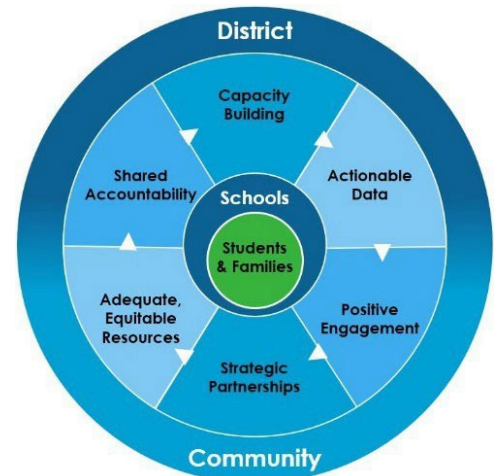 District
Capacity
Building
Shared
Accountability
Actionable
Data
Schools
Students
& Families
Adequate,
Equitable
Resources
Positive
Engagement
Strategic
Partnerships
Community